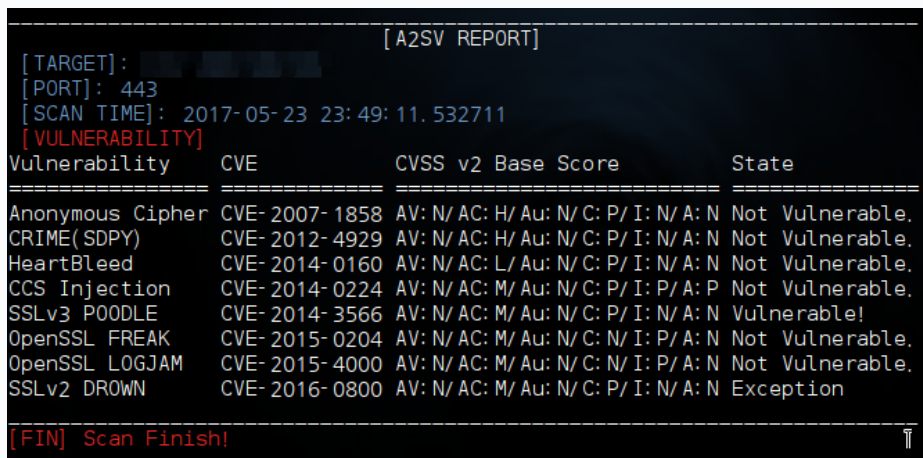 [A2SV REPORT]
[TARGET]:
[PORT]: 443
[SCAN TIME]: 2017-05-23 23:49:11.532711
[VULNERABILITY]
Vulnerability CVE CVSS v2 Base Score State
================ ============= ========================== ===============
Anonymous Cipher CVE-2007-1858 AV:N/AC:H/Au:N/C:P/I:N/A:N Not Vulnerable.
CRIME(SDPY) CVE-2012-4929 AV:N/AC:H/Au:N/C:P/I:N/A:N Not Vulnerable.
HeartBleed CVE-2014-0160 AV:N/AC:L/Au:N/C:P/I:N/A:N Not Vulnerable.
CCS Injection CVE-2014-0224 AV:N/AC:M/Au:N/C:P/I:P/A:P Not Vulnerable.
SSLv3 POODLE CVE-2014-3566 AV:N/AC:M/Au:N/C:P/I:N/A:N Vulnerable!
OpenSSL FREAK CVE-2015-0204 AV:N/AC:M/Au:N/C:N/I:P/A:N Not Vulnerable.
OpenSSL LOGJAM CVE-2015-4000 AV:N/AC:M/Au:N/C:N/I:P/A:N Not Vulnerable.
SSLv2 DROWN CVE-2016-0800 AV:N/AC:M/Au:N/C:P/I:N/A:N Exception
[FIN] Scan Finish!